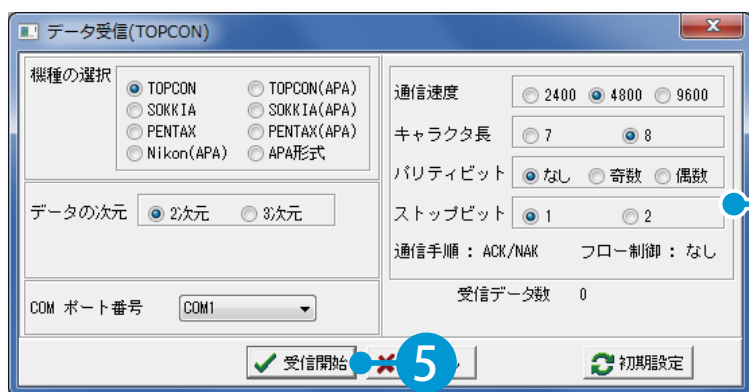 データ受信(TOPCON)
機種の選択
TOPCON TOPCON(APA)
SOKKIA SOKKIA(APA)
PENTAX PENTAX(APA)
Nikon(APA) APA形式
データの次元 2次元 3次元
COM ポート番号 COM1
通信速度 2400 4800 9600
キャラクタ長 7 8
パリティビット なし 奇数 偶数
ストップビット 1 2
通信手順 : ACK/NAK フロー制御 : なし
受信データ数 0
受信開始 5 初期設定